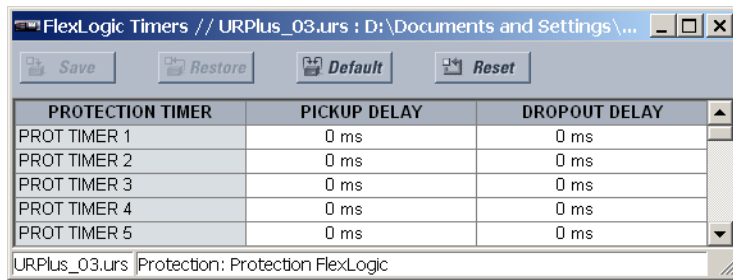 FlexLogic Timers // URPlus_03.urs : D:\Documents and Settings\...
Save Restore Default Reset
PROTECTION TIMER PICKUP DELAY DROPOUT DELAY
PROT TIMER 1 0 ms 0 ms
PROT TIMER 2 0 ms 0 ms
PROT TIMER 3 0 ms 0 ms
PROT TIMER 4 0 ms 0 ms
PROT TIMER 5 0 ms 0 ms
URPlus_03.urs Protection: Protection FlexLogic